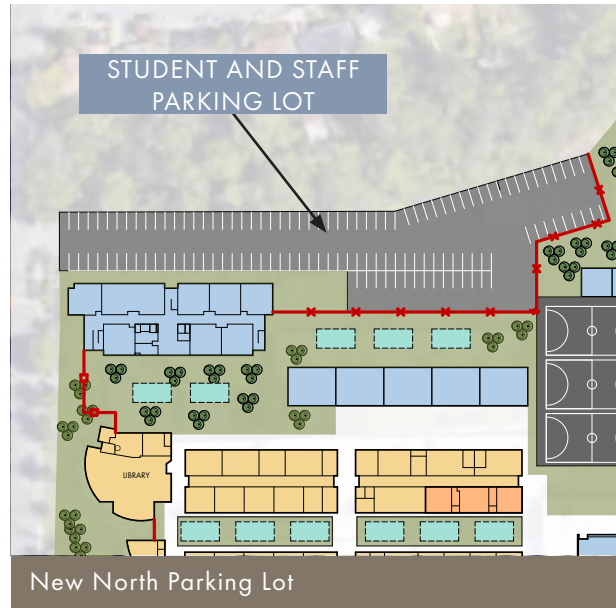 STUDENT AND STAFF
PARKING LOT
LIBRARY
New North Parking Lot